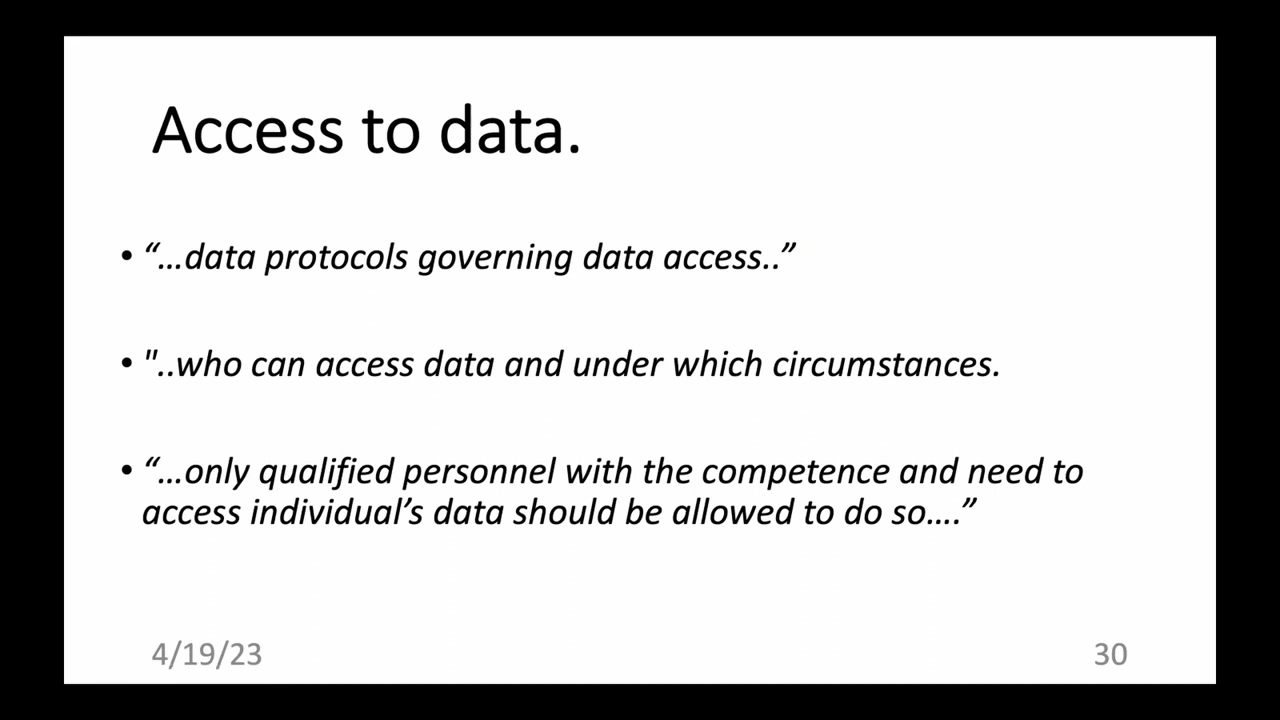 Access to data.
• “…data protocols governing data access..”
• "..who can access data and under which circumstances.
• “…only qualified personnel with the competence and need to
access individual’s data should be allowed to do so….”
4/19/23
30